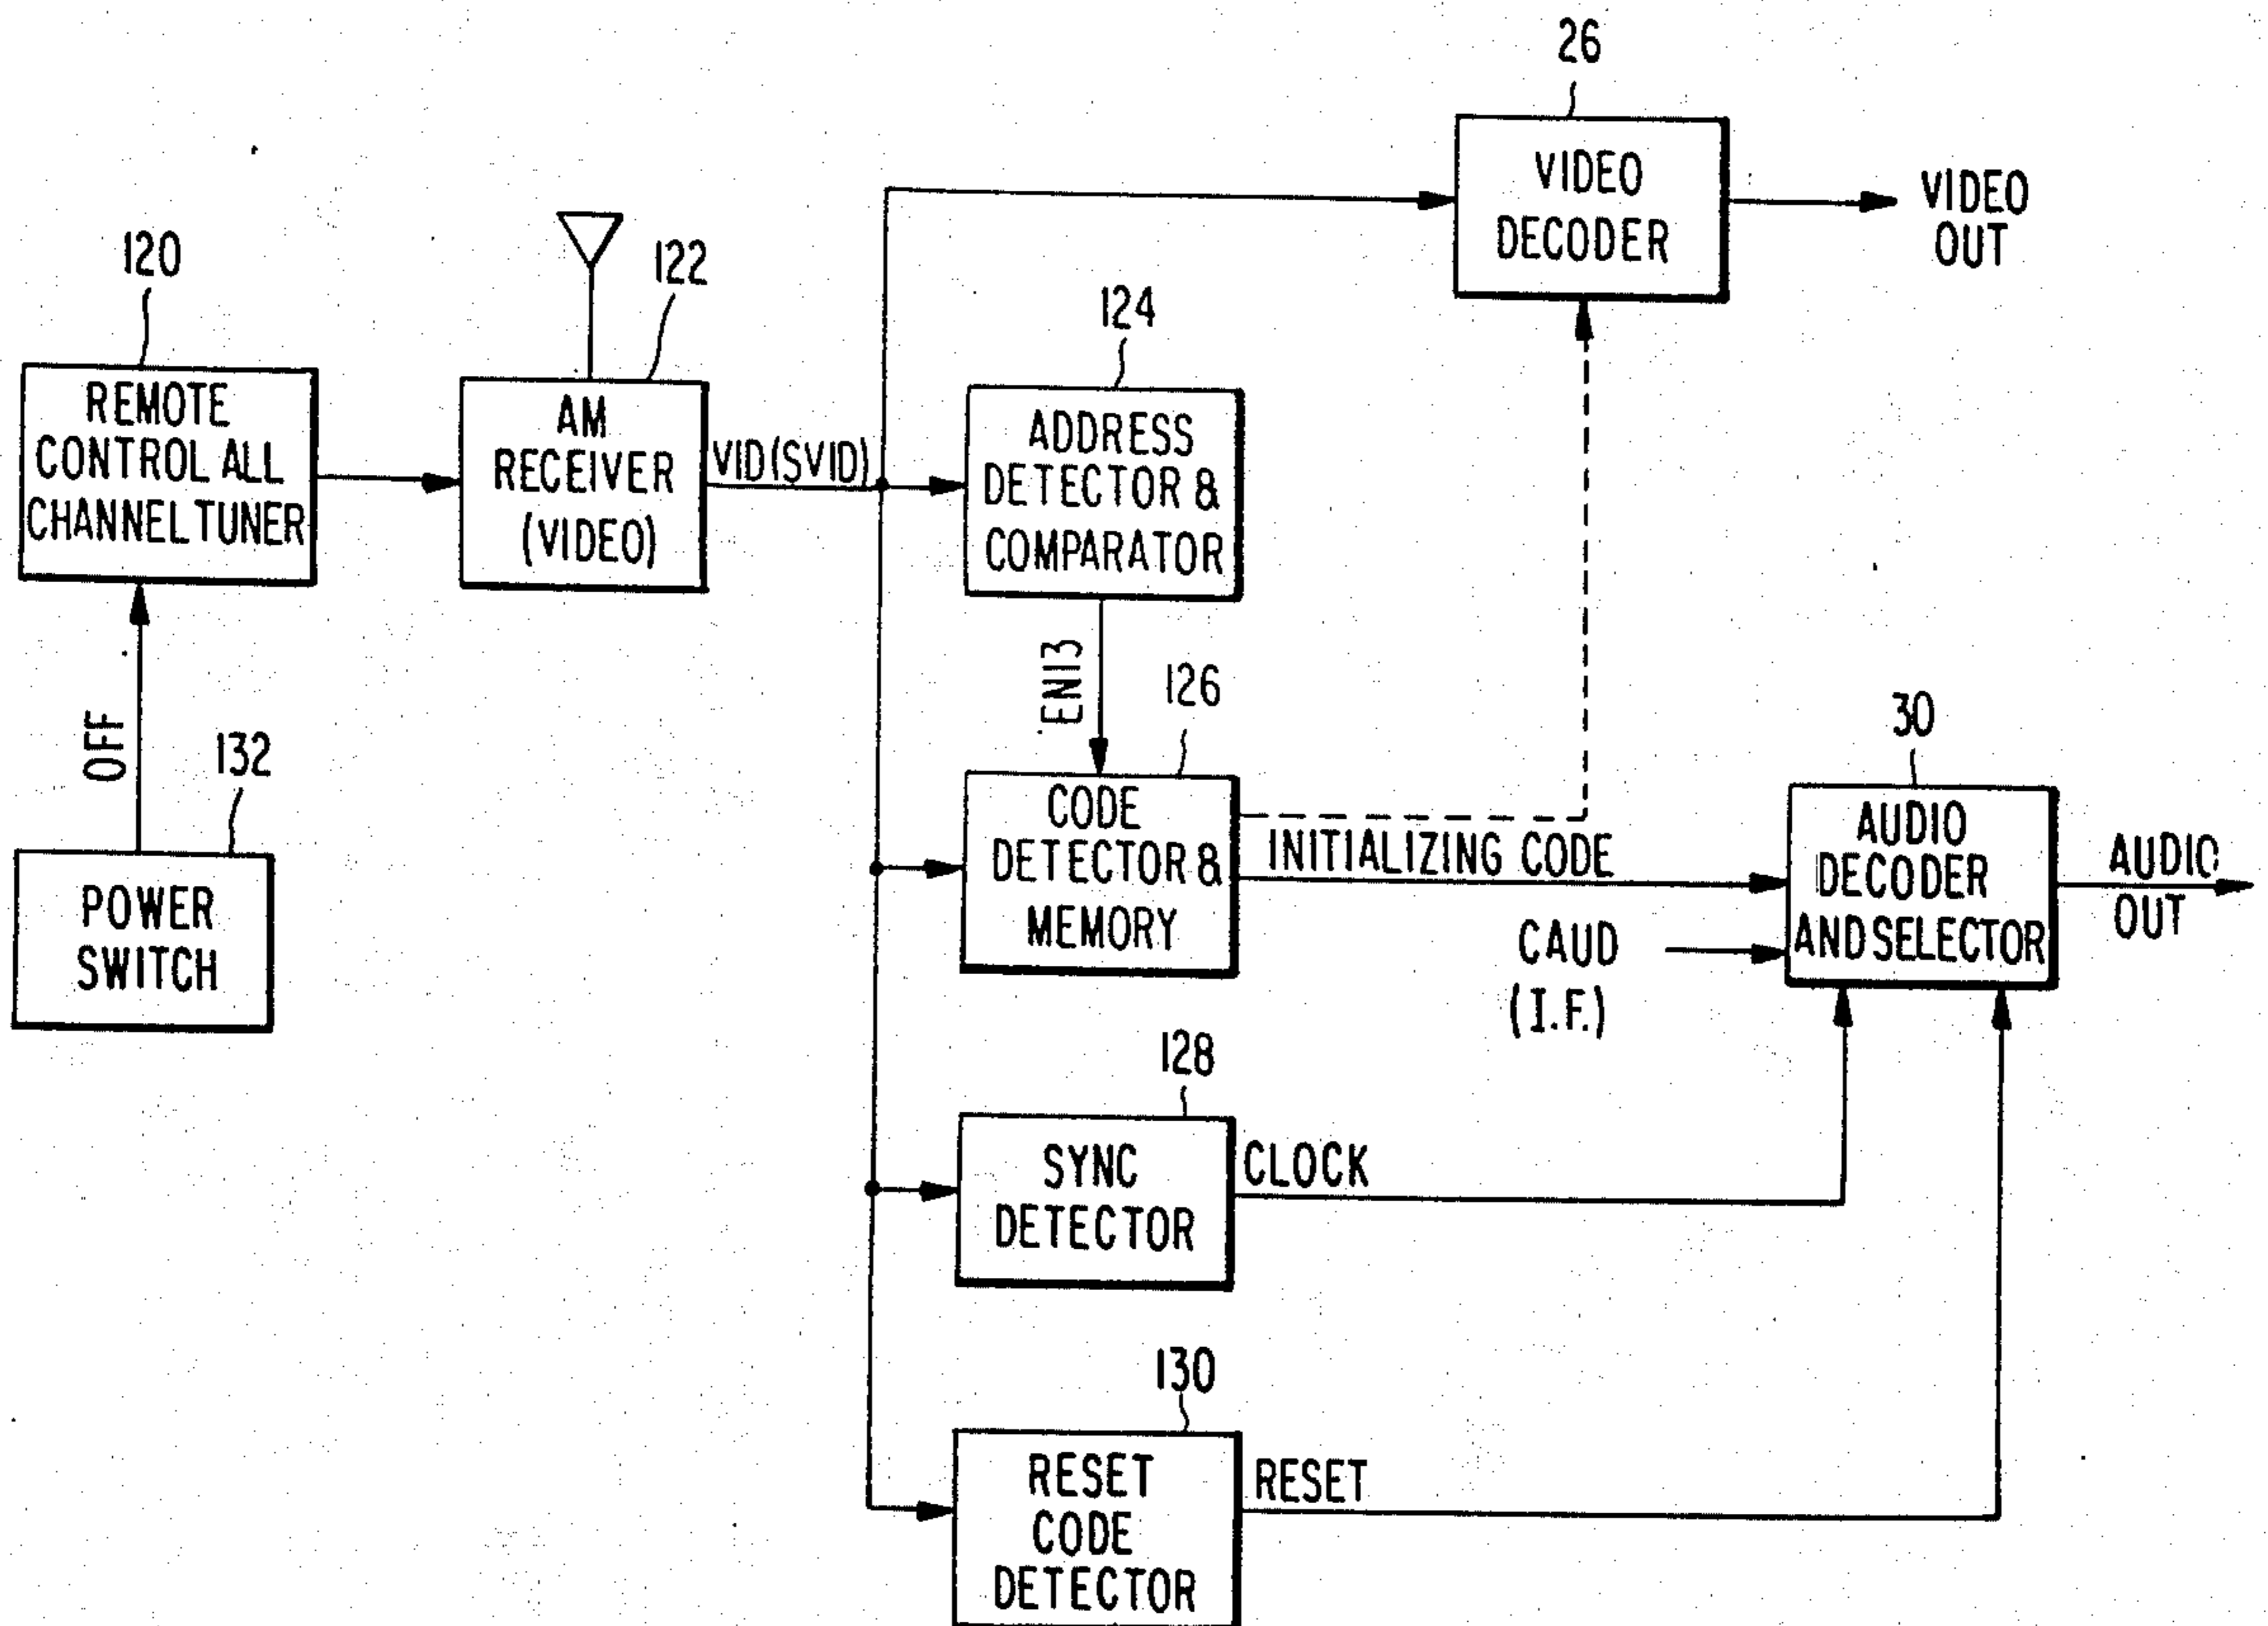 26
VIDEO
DECODER
VIDEO
OUT
120
REMOTE
CONTROL ALL
CHANNEL TUNER
122
AM
RECEIVER
(VIDEO)
VID(SVID)
124
ADDRESS
DETECTOR &
COMPARATOR
OFF
132
POWER
SWITCH
EN13
126
CODE
DETECTOR &
MEMORY
INITIALIZING CODE
CAUD
(I.F.)
30
AUDIO
DECODER
AND SELECTOR
AUDIO
OUT
128
SYNC
DETECTOR
CLOCK
130
RESET
CODE
DETECTOR
RESET